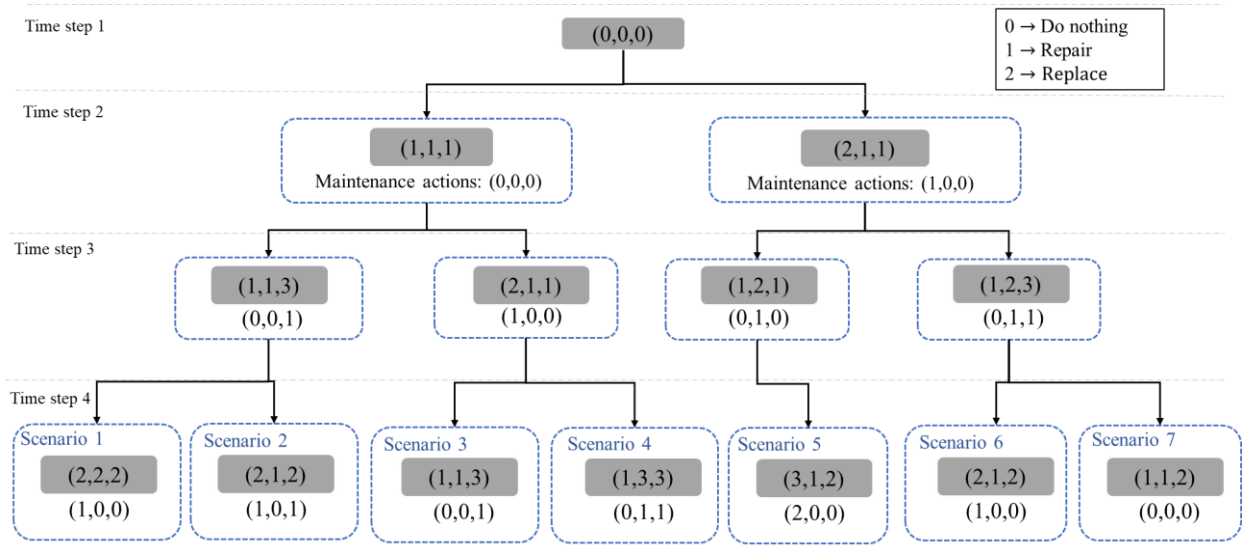 Time step 1
(0,0,0)
0 → Do nothing
1 → Repair
2 → Replace
Time step 2
(1,1,1)
Maintenance actions: (0,0,0)
(2,1,1)
Maintenance actions: (1,0,0)
Time step 3
(1,1,3)
(0,0,1)
(2,1,1)
(1,0,0)
(1,2,1)
(0,1,0)
(1,2,3)
(0,1,1)
Time step 4
Scenario 1
(2,2,2)
(1,0,0)
Scenario 2
(2,1,2)
(1,0,1)
Scenario 3
(1,1,3)
(0,0,1)
Scenario 4
(1,3,3)
(0,1,1)
Scenario 5
(3,1,2)
(2,0,0)
Scenario 6
(2,1,2)
(1,0,0)
Scenario 7
(1,1,2)
(0,0,0)